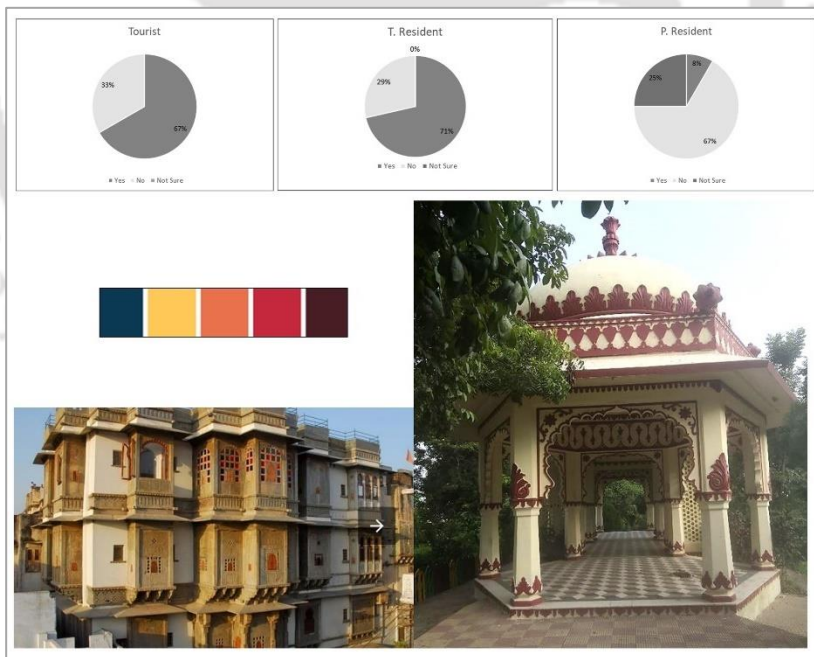 Tourist
33%
67%
Yes No Not Sure
T. Resident
0%
29%
71%
Yes No Not Sure
P. Resident
8%
25%
67%
Yes No Not Sure